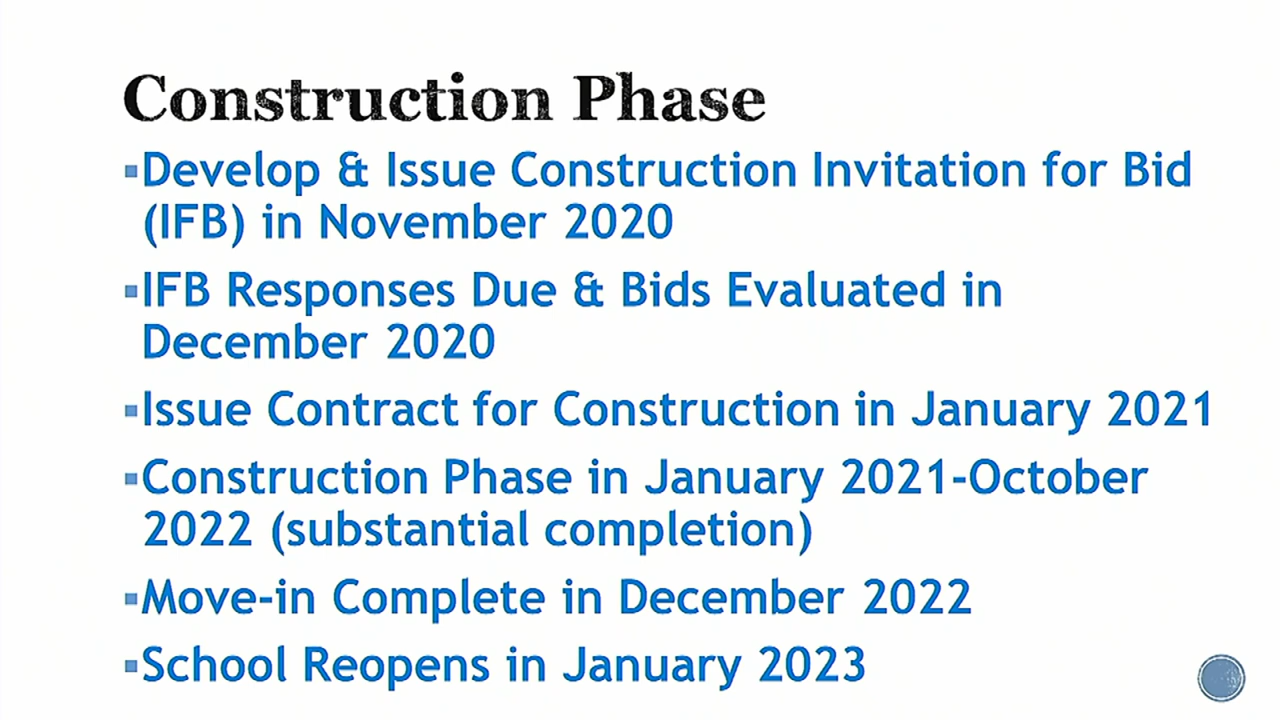 Construction Phase
▪Develop & Issue Construction Invitation for Bid
(IFB) in November 2020
▪IFB Responses Due & Bids Evaluated in
December 2020
▪Issue Contract for Construction in January 2021
▪Construction Phase in January 2021-October
2022 (substantial completion)
▪Move-in Complete in December 2022
▪School Reopens in January 2023